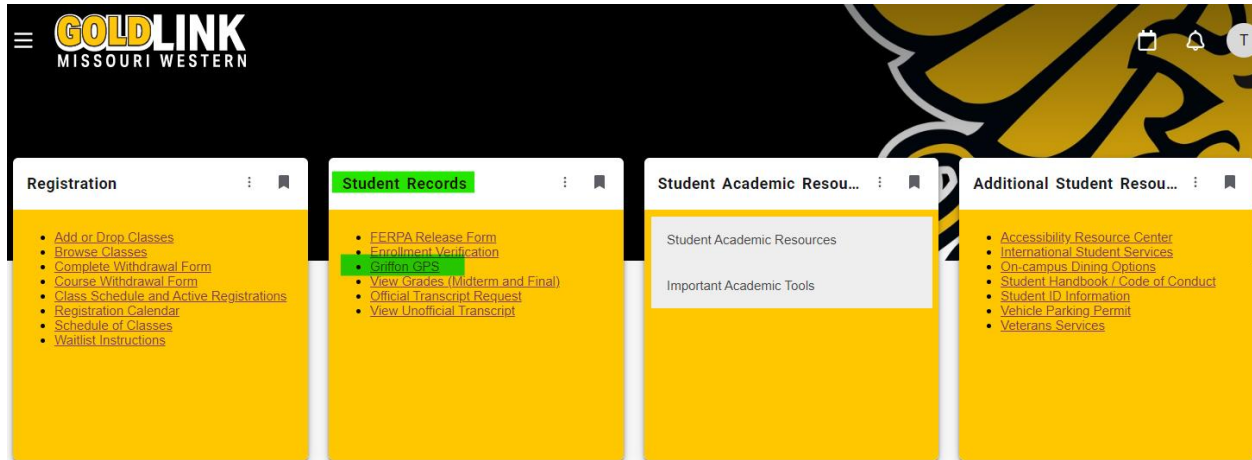 GOLDLINK
MISSOURI WESTERN
T
Registration
Add or Drop Classes
Browse Classes
Complete Withdrawal Form
Course Withdrawal Form
Class Schedule and Active Registrations
Registration Calendar
Schedule of Classes
Waitlist Instructions
Student Records
FERPA Release Form
Enrollment Verification
Griffon GPS
View Grades (Midterm and Final)
Official Transcript Request
View Unofficial Transcript
Student Academic Resou...
Student Academic Resources
Important Academic Tools
Additional Student Resou...
Accessibility Resource Center
International Student Services
On-campus Dining Options
Student Handbook / Code of Conduct
Student ID Information
Vehicle Parking Permit
Veterans Services